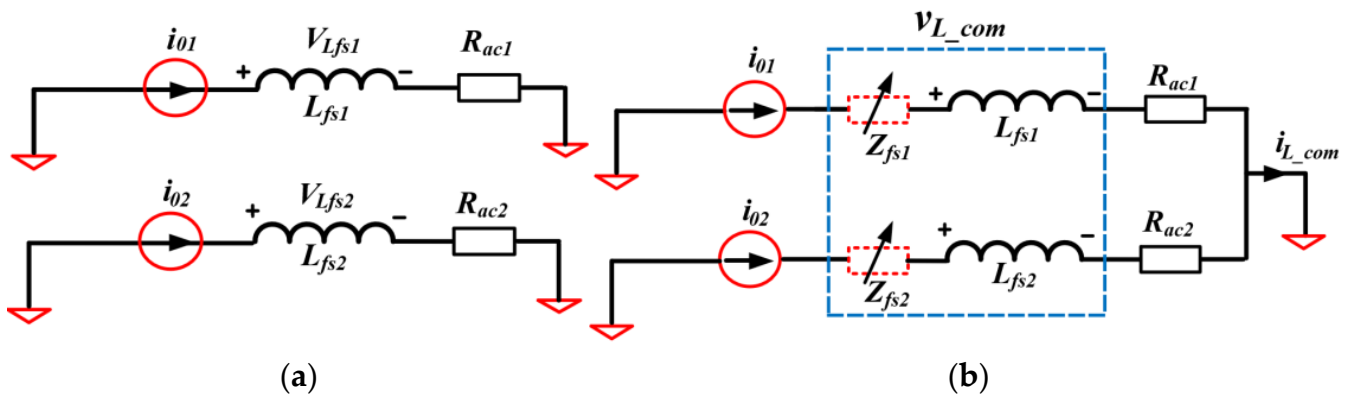 i01
VLfs1
Rac1
+
-
Lfs1
i02
VLfs2
Rac2
+
-
Lfs2
(a)
vL_com
i01
Zfs1
+
-
Lfs1
Rac1
iL_com
i02
Zfs2
+
-
Lfs2
Rac2
(b)